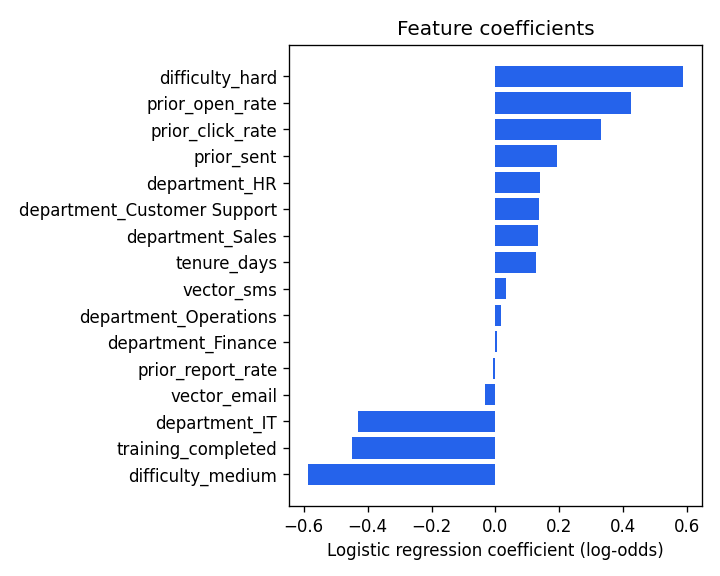 Feature coefficients
difficulty_hard
prior_open_rate
prior_click_rate
prior_sent
department_HR
department_Customer Support
department_Sales
tenure_days
vector_sms
department_Operations
department_Finance
prior_report_rate
vector_email
department_IT
training_completed
difficulty_medium
−0.6 −0.4 −0.2 0.0 0.2 0.4 0.6
Logistic regression coefficient (log-odds)